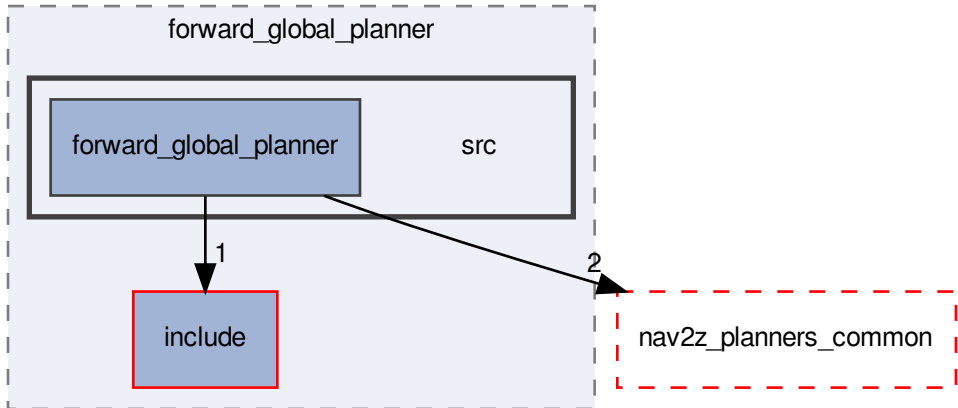 forward_global_planner
forward_global_planner
src
1
2
include
nav2z_planners_common